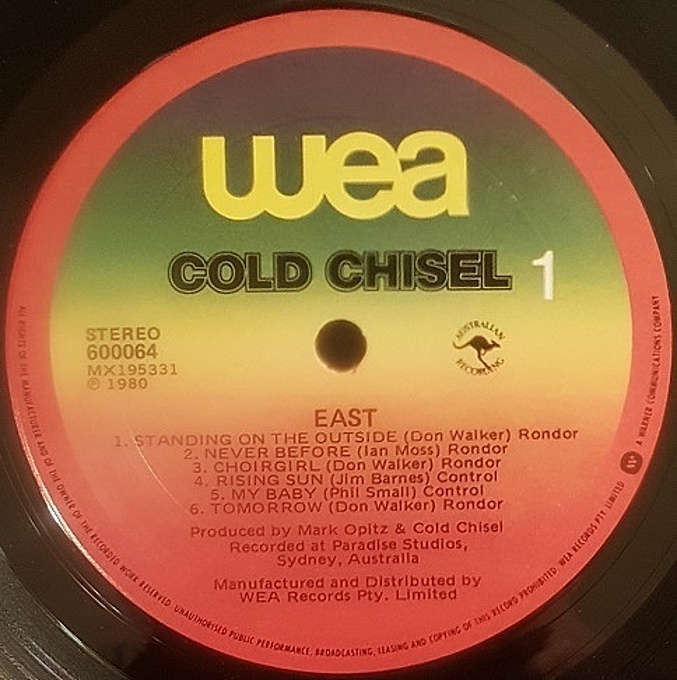 wea
COLD CHISEL 1
STEREO
600064
MX195331
℗ 1980
AUSTRALIAN
RECORDING
EAST
1. STANDING ON THE OUTSIDE (Don Walker) Rondor
2. NEVER BEFORE (Ian Moss) Rondor
3. CHOIRGIRL (Don Walker) Rondor
4. RISING SUN (Jim Barnes) Control
5. MY BABY (Phil Small) Control
6. TOMORROW (Don Walker) Rondor
Produced by Mark Opitz & Cold Chisel
Recorded at Paradise Studios,
Sydney, Australia
Manufactured and Distributed by
WEA Records Pty. Limited
ALL RIGHTS OF THE MANUFACTURER AND OF THE OWNER OF THE RECORDED WORK RESERVED. UNAUTHORISED PUBLIC PERFORMANCE, BROADCASTING, LEASING AND COPYING OF THIS RECORD PROHIBITED. WEA RECORDS PTY. LIMITED
A WARNER COMMUNICATIONS COMPANY